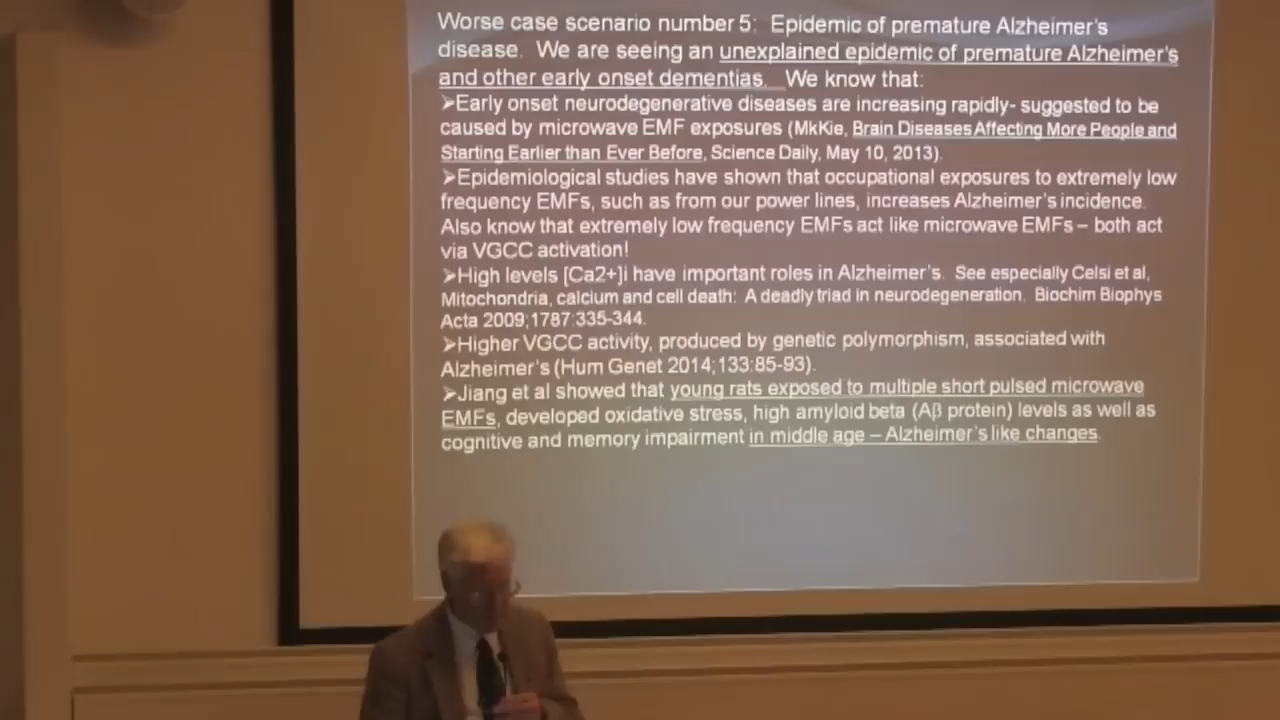 Worse case scenario number 5:  Epidemic of premature Alzheimer's
disease.  We are seeing an unexplained epidemic of premature Alzheimer's
and other early onset dementias.   We know that:
➢Early onset neurodegenerative diseases are increasing rapidly- suggested to be
caused by microwave EMF exposures (MkKie, Brain Diseases Affecting More People and
Starting Earlier than Ever Before, Science Daily, May 10, 2013).
➢Epidemiological studies have shown that occupational exposures to extremely low
frequency EMFs, such as from our power lines, increases Alzheimer's incidence.
Also know that extremely low frequency EMFs act like microwave EMFs – both act
via VGCC activation!
➢High levels [Ca2+]i have important roles in Alzheimer's.  See especially Celsi et al,
Mitochondria, calcium and cell death:  A deadly triad in neurodegeneration.  Biochim Biophys
Acta 2009;1787:335-344.
➢Higher VGCC activity, produced by genetic polymorphism, associated with
Alzheimer's (Hum Genet 2014;133:85-93).
➢Jiang et al showed that young rats exposed to multiple short pulsed microwave
EMFs, developed oxidative stress, high amyloid beta (Aβ protein) levels as well as
cognitive and memory impairment in middle age – Alzheimer's like changes.